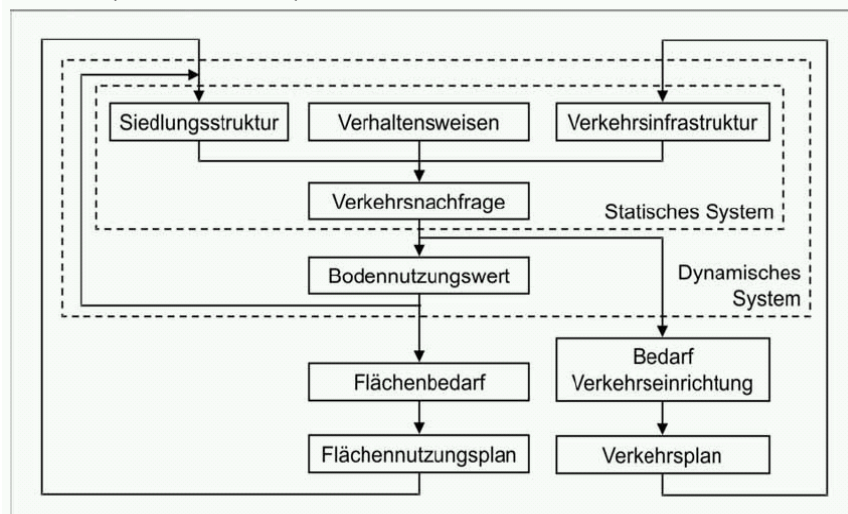 Siedlungsstruktur
Verhaltensweisen
Verkehrsinfrastruktur
Verkehrsnachfrage
Statisches System
Bodennutzungswert
Dynamisches
System
Flächenbedarf
Bedarf
Verkehrseinrichtung
Flächennutzungsplan
Verkehrsplan